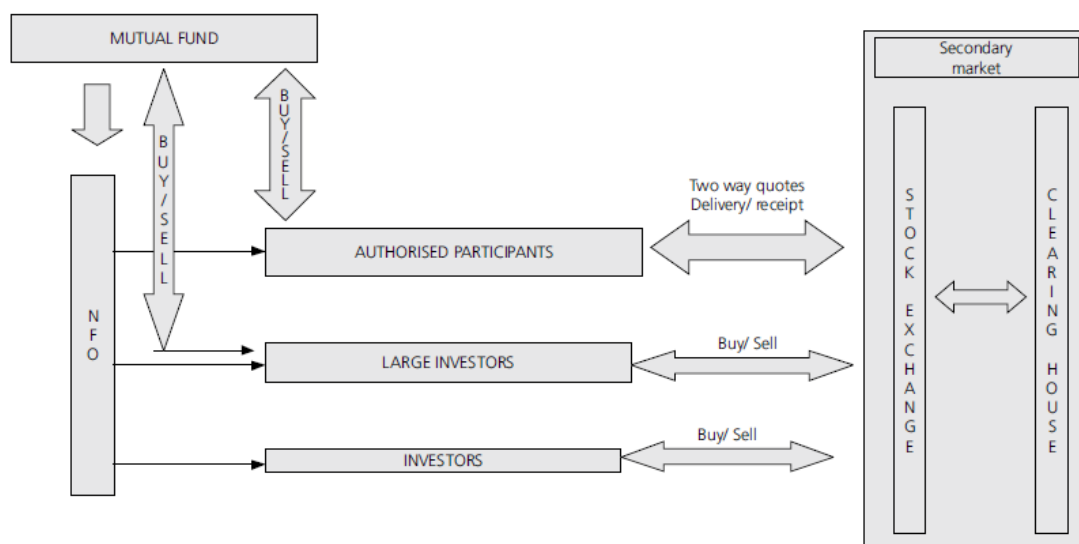 MUTUAL FUND
Secondary
market
BUY/SELL
BUY/SELL
Two way quotes
Delivery/ receipt
AUTHORISED PARTICIPANTS
NFO
Buy/ Sell
LARGE INVESTORS
Buy/ Sell
INVESTORS
STOCK EXCHANGE
CLEARING HOUSE